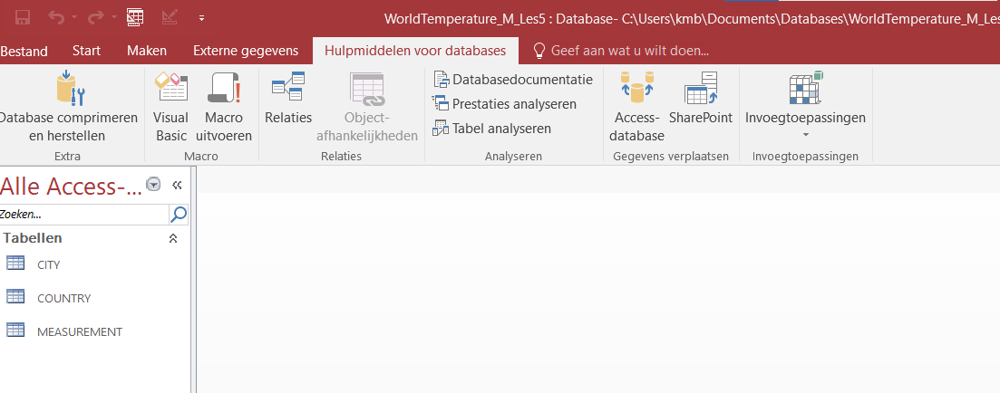 WorldTemperature_M_Les5 : Database- C:\Users\kmb\Documents\Databases\WorldTemperature_M_Les
Bestand Start Maken Externe gegevens Hulpmiddelen voor databases Geef aan wat u wilt doen...
Database comprimeren
en herstellen
Extra
Visual
Basic
Macro
uitvoeren
Macro
Relaties
Object-
afhankelijkheden
Relaties
Databasedocumentatie
Prestaties analyseren
Tabel analyseren
Analyseren
Access-
database
SharePoint
Gegevens verplaatsen
Invoegtoepassingen
Invoegtoepassingen
Alle Access-...
Zoeken...
Tabellen
CITY
COUNTRY
MEASUREMENT